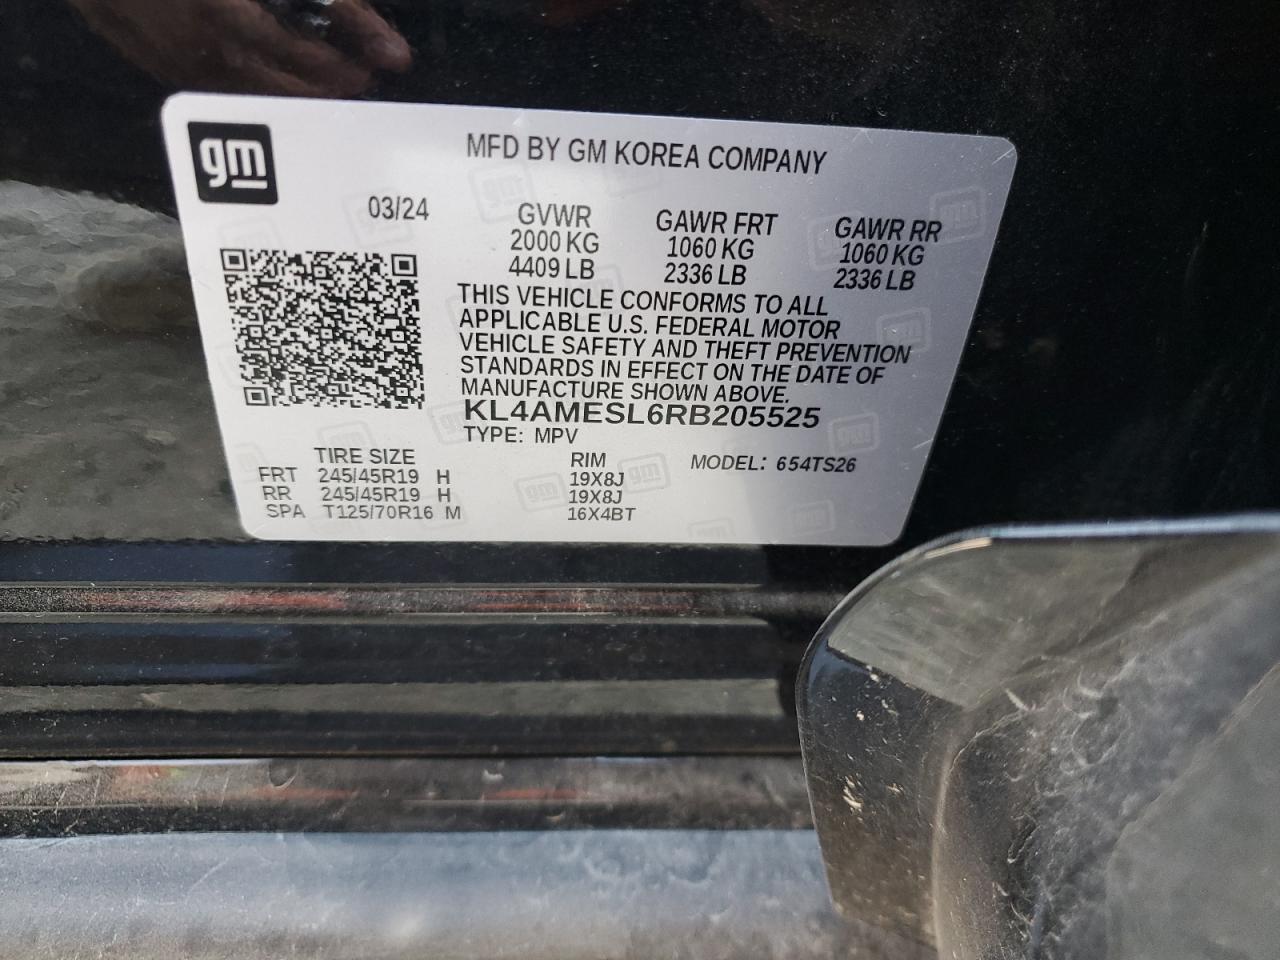 gm
MFD BY GM KOREA COMPANY
03/24 GVWR GAWR FRT GAWR RR
2000 KG 1060 KG 1060 KG
4409 LB 2336 LB 2336 LB
THIS VEHICLE CONFORMS TO ALL
APPLICABLE U.S. FEDERAL MOTOR
VEHICLE SAFETY AND THEFT PREVENTION
STANDARDS IN EFFECT ON THE DATE OF
MANUFACTURE SHOWN ABOVE.
KL4AMESL6RB205525
TYPE: MPV
TIRE SIZE RIM MODEL: 654TS26
FRT 245/45R19 H 19X8J
RR 245/45R19 H 19X8J
SPA T125/70R16 M 16X4BT